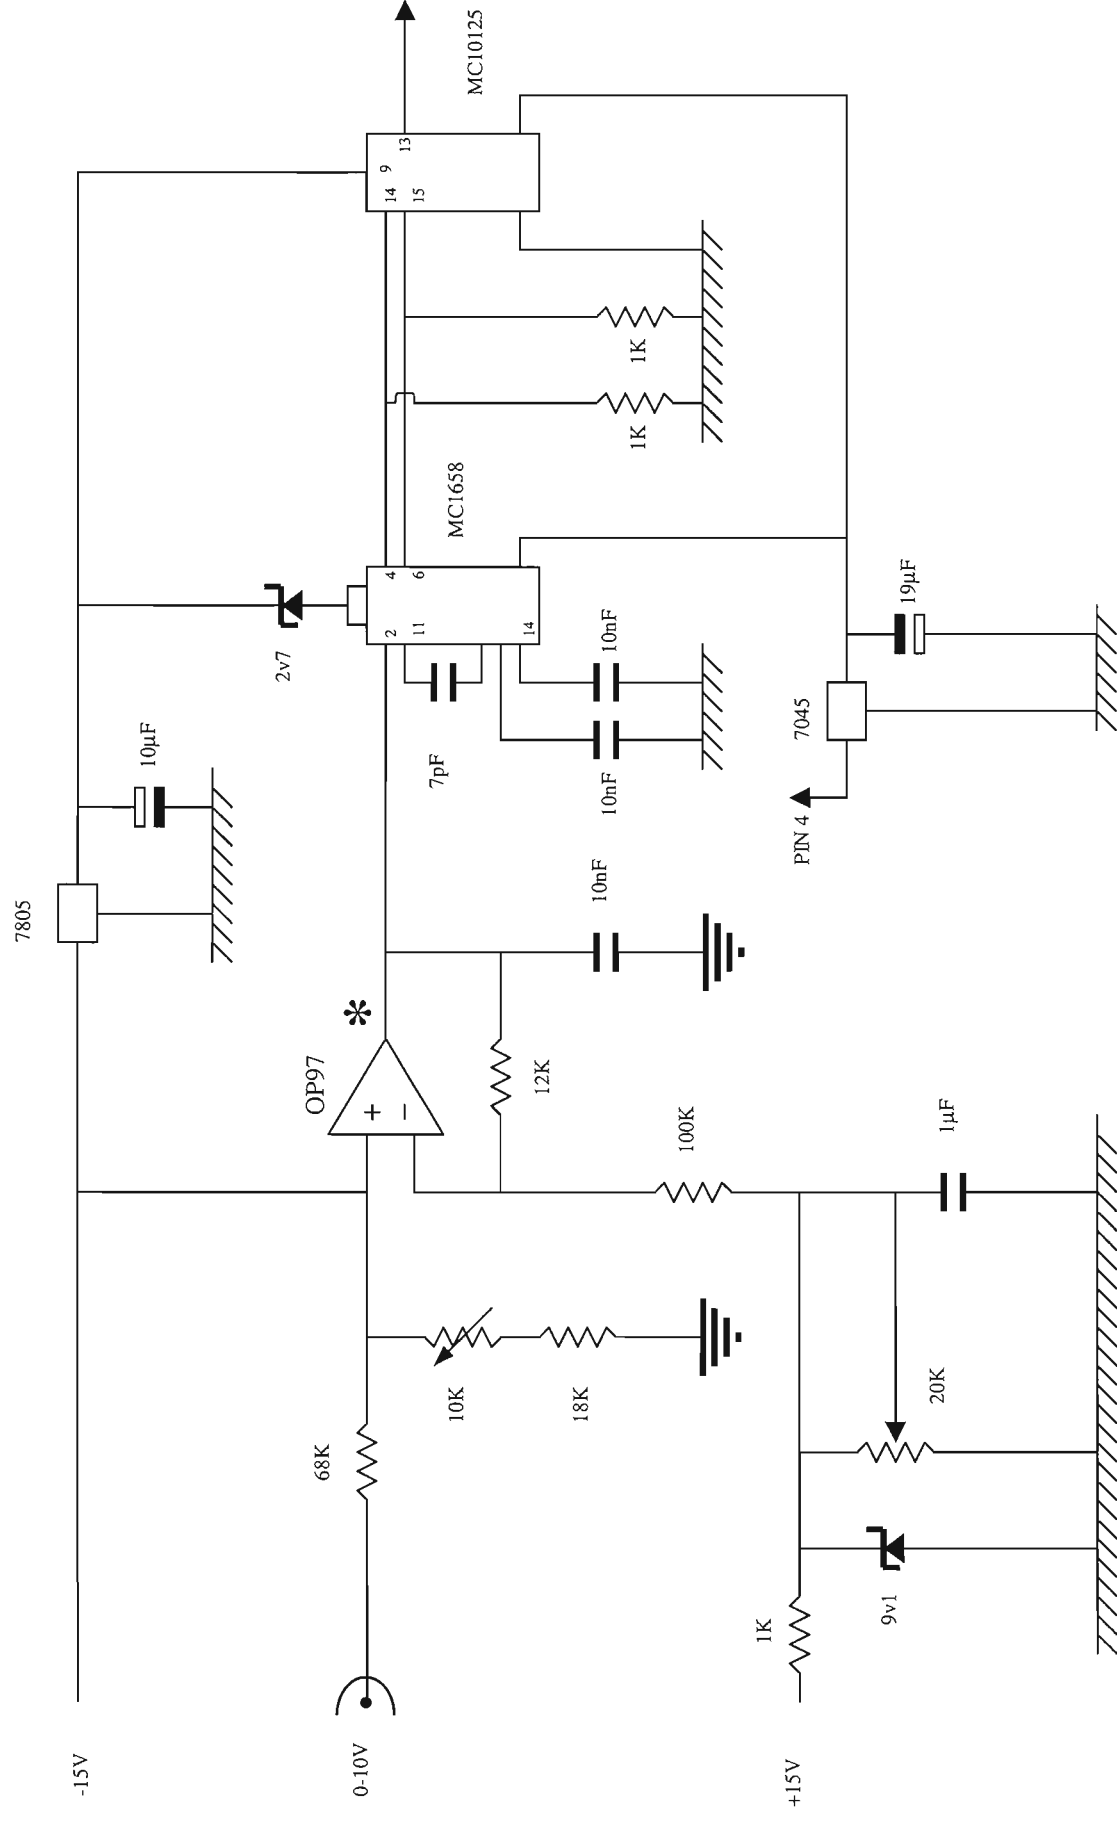 -15V
7805
10µF
2v7
0-10V
68K
10K
18K
OP97
+
−
*
12K
10nF
2
11
14
4
6
MC1658
7pF
10nF
10nF
1K
1K
14
15
9
13
MC10125
+15V
1K
9v1
20K
100K
1µF
PIN 4
7045
19µF